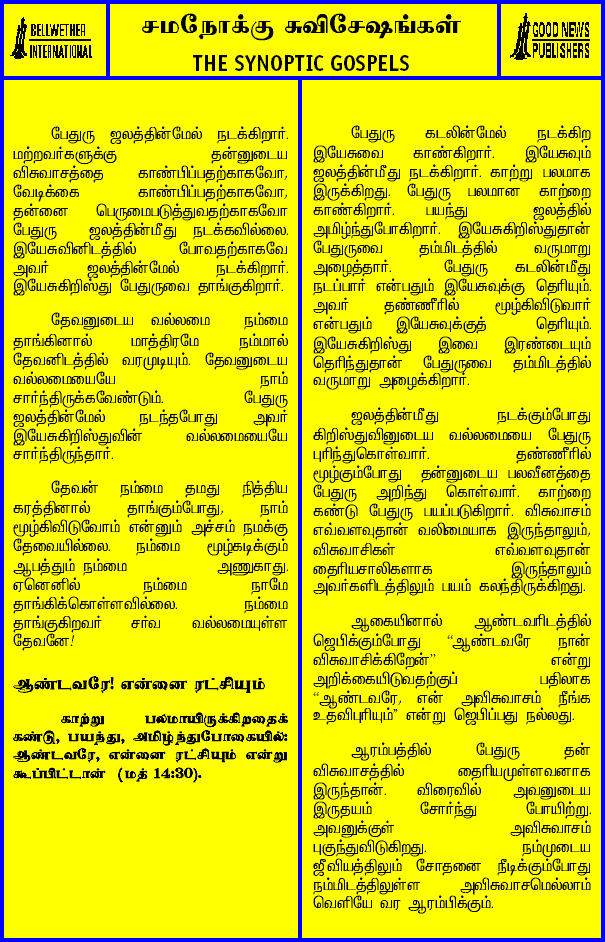 BELLWETHER
INTERNATIONAL
சமநோக்கு சுவிசேஷங்கள்
THE SYNOPTIC GOSPELS
GOOD NEWS
PUBLISHERS
பேதுரு ஜலத்தின்மேல் நடக்கிறார்.
மற்றவர்களுக்கு தன்னுடைய
விசுவாசத்தை காண்பிப்பதற்காகவோ,
வேடிக்கை காண்பிப்பதற்காகவோ,
தன்னை பெருமைபடுத்துவதற்காகவோ
பேதுரு ஜலத்தின்மீது நடக்கவில்லை.
இயேசுவினிடத்தில் போவதற்காகவே
அவர் ஜலத்தின்மேல் நடக்கிறார்.
இயேசுகிறிஸ்து பேதுருவை தாங்குகிறார்.
தேவனுடைய வல்லமை நம்மை
தாங்கினால் மாத்திரமே நம்மால்
தேவனிடத்தில் வரமுடியும். தேவனுடைய
வல்லமையையே நாம்
சார்ந்திருக்கவேண்டும். பேதுரு
ஜலத்தின்மேல் நடந்தபோது அவர்
இயேசுகிறிஸ்துவின் வல்லமையையே
சார்ந்திருந்தார்.
தேவன் நம்மை தமது நித்திய
கரத்தினால் தாங்கும்போது, நாம்
மூழ்கிவிடுவோம் என்னும் அச்சம் நமக்கு
தேவையில்லை. நம்மை மூழ்கடிக்கும்
ஆபத்தும் நம்மை அணுகாது.
ஏனெனில் நம்மை நாமே
தாங்கிக்கொள்ளவில்லை. நம்மை
தாங்குகிறவர் சர்வ வல்லமையுள்ள
தேவனே!
ஆண்டவரே! என்னை ரட்சியும்
காற்று பலமாயிருக்கிறதைக்
கண்டு, பயந்து, அமிழ்ந்துபோகையில்:
ஆண்டவரே, என்னை ரட்சியும் என்று
கூப்பிட்டான் (மத் 14:30).
பேதுரு கடலின்மேல் நடக்கிற
இயேசுவை காண்கிறார். இயேசுவும்
ஜலத்தின்மீது நடக்கிறார். காற்று பலமாக
இருக்கிறது. பேதுரு பலமான காற்றை
காண்கிறார். பயந்து ஜலத்தில்
அமிழ்ந்துபோகிறார். இயேசுகிறிஸ்துதான்
பேதுருவை தம்மிடத்தில் வருமாறு
அழைத்தார். பேதுரு கடலின்மீது
நடப்பார் என்பதும் இயேசுவுக்கு தெரியும்.
அவர் தண்ணீரில் மூழ்கிவிடுவார்
என்பதும் இயேசுவுக்குத் தெரியும்.
இயேசுகிறிஸ்து இவை இரண்டையும்
தெரிந்துதான் பேதுருவை தம்மிடத்தில்
வருமாறு அழைக்கிறார்.
ஜலத்தின்மீது நடக்கும்போது
கிறிஸ்துவினுடைய வல்லமையை பேதுரு
புரிந்துகொள்வார். தண்ணீரில்
மூழ்கும்போது தன்னுடைய பலவீனத்தை
பேதுரு அறிந்து கொள்வார். காற்றை
கண்டு பேதுரு பயப்படுகிறார். விசுவாசம்
எவ்வளவுதான் வலிமையாக இருந்தாலும்,
விசுவாசிகள் எவ்வளவுதான்
தைரியசாலிகளாக இருந்தாலும்
அவர்களிடத்திலும் பயம் கலந்திருக்கிறது.
ஆகையினால் ஆண்டவரிடத்தில்
ஜெபிக்கும்போது “ஆண்டவரே நான்
விசுவாசிக்கிறேன்” என்று
அறிக்கையிடுவதற்குப் பதிலாக
“ஆண்டவரே, என் அவிசுவாசம் நீங்க
உதவிபுரியும்” என்று ஜெபிப்பது நல்லது.
ஆரம்பத்தில் பேதுரு தன்
விசுவாசத்தில் தைரியமுள்ளவனாக
இருந்தான். விரைவில் அவனுடைய
இருதயம் சோர்ந்து போயிற்று.
அவனுக்குள் அவிசுவாசம்
புகுந்துவிடுகிறது. நம்முடைய
ஜீவியத்திலும் சோதனை நீடிக்கும்போது
நம்மிடத்திலுள்ள அவிசுவாசமெல்லாம்
வெளியே வர ஆரம்பிக்கும்.